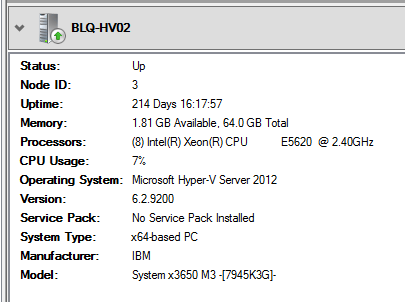 BLQ-HV02
Status: Up
Node ID: 3
Uptime: 214 Days 16:17:57
Memory: 1.81 GB Available, 64.0 GB Total
Processors: (8) Intel(R) Xeon(R) CPU E5620 @ 2.40GHz
CPU Usage: 7%
Operating System: Microsoft Hyper-V Server 2012
Version: 6.2.9200
Service Pack: No Service Pack Installed
System Type: x64-based PC
Manufacturer: IBM
Model: System x3650 M3 -[7945K3G]-